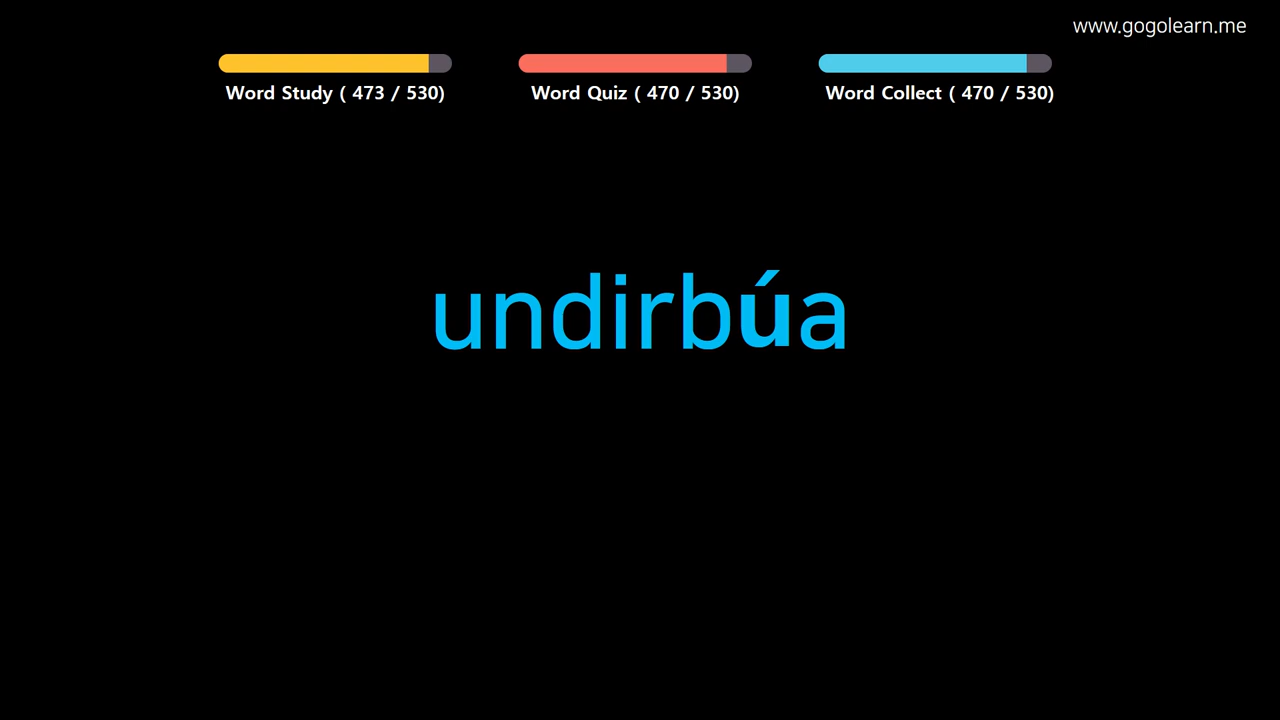 www.gogolearn.me
Word Study ( 473 / 530)
Word Quiz ( 470 / 530)
Word Collect ( 470 / 530)
undirbúa